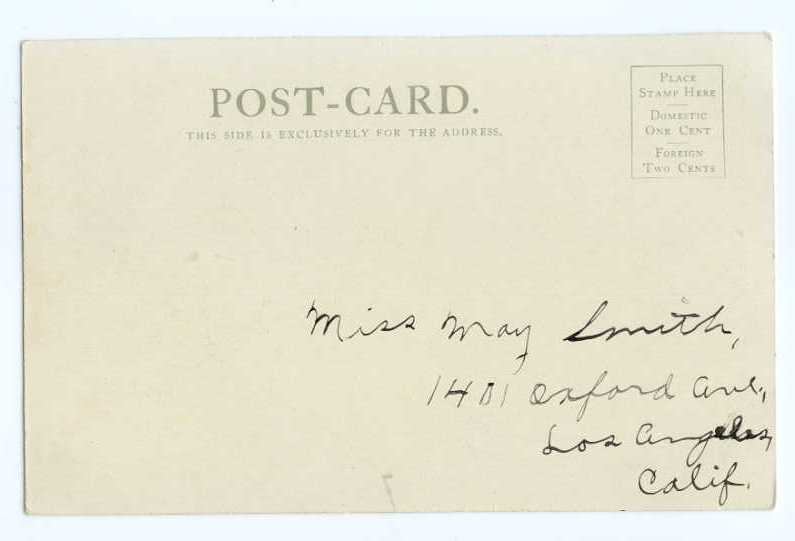 POST-CARD.
THIS SIDE IS EXCLUSIVELY FOR THE ADDRESS.
PLACE
STAMP HERE
DOMESTIC
ONE CENT
FOREIGN
TWO CENTS
Miss May Smith,
Oxford Ave.,
Los Angeles,
Calif.
7